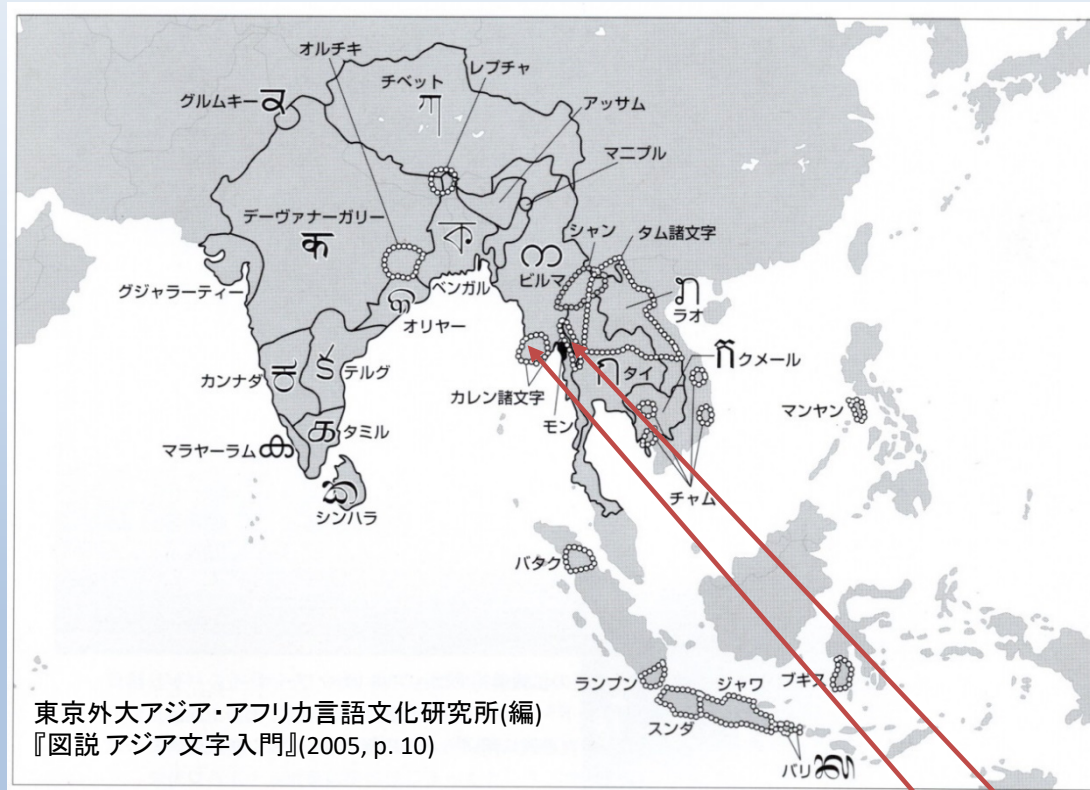 オルチキ
レプチャ
チベット
ཀ
アッサム
グルムキー
ਕ
マニプル
デーヴァナーガリー
क
シャン
タム諸文字
ক
က
ビルマ
グジャラーティー
ベンガル
ລ
ラオ
オリヤー
ก
タイ
クメール
カンナダ
テルグ
カレン諸文字
マンヤン
க
タミル
モン
マラヤーラム
ക
チャム
シンハラ
バタク
ランプン
ジャワ
ブギス
スンダ
バリ
東京外大アジア・アフリカ言語文化研究所(編)
『図説 アジア文字入門』(2005, p. 10)